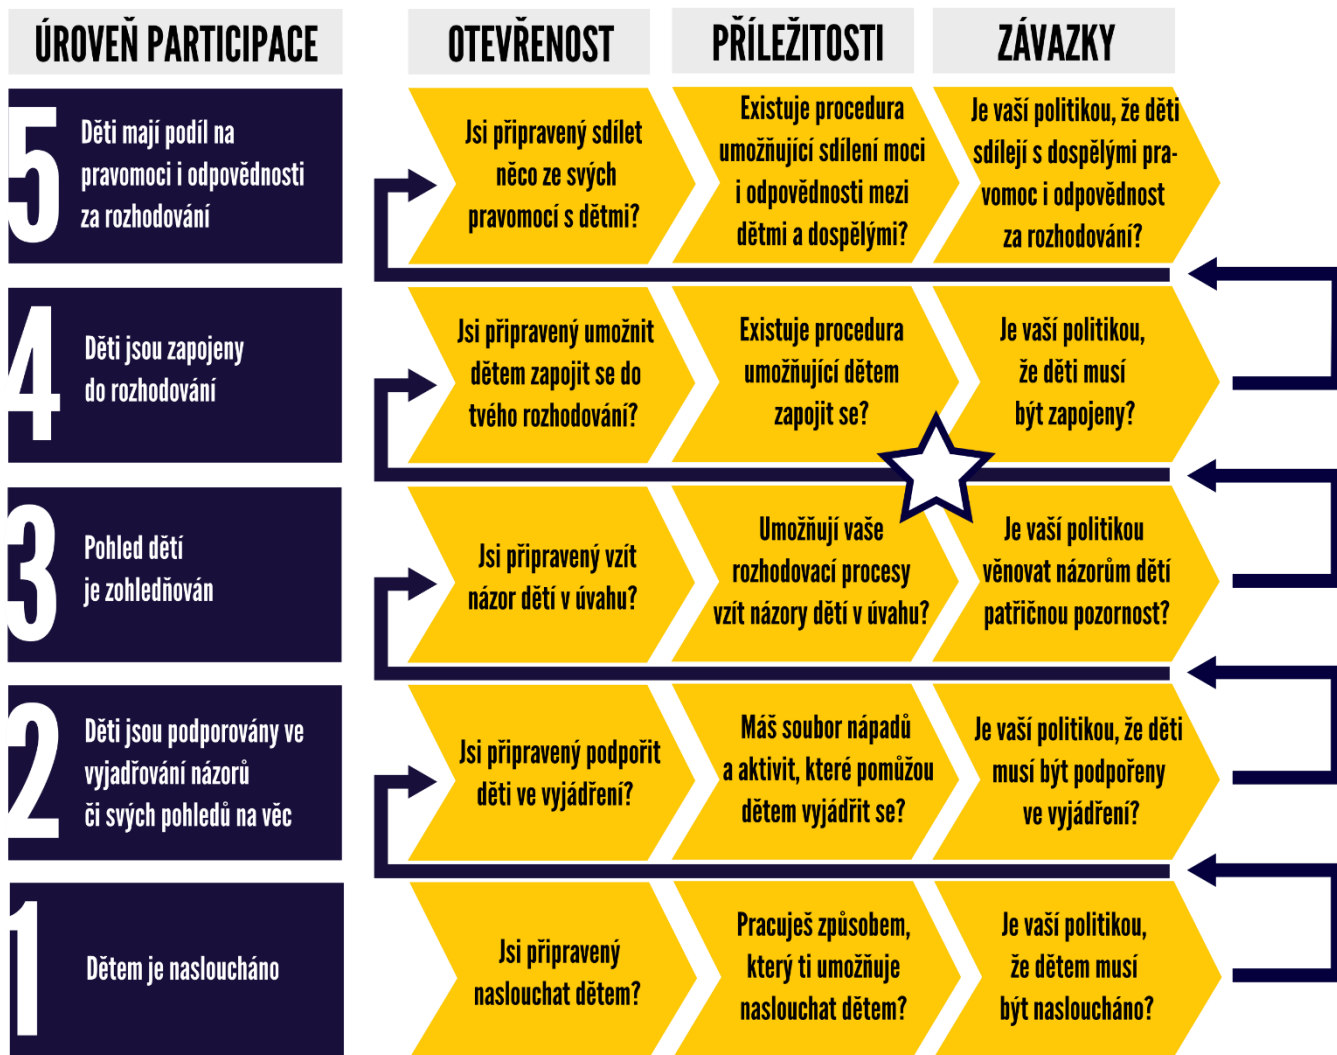 ÚROVEŇ PARTICIPACE
OTEVŘENOST
PŘÍLEŽITOSTI
ZÁVAZKY
5
Děti mají podíl na
pravomoci i odpovědnosti
za rozhodování
Jsi připravený sdílet
něco ze svých
pravomocí s dětmi?
Existuje procedura
umožňující sdílení moci
i odpovědnosti mezi
dětmi a dospělými?
Je vaší politikou, že děti
sdílejí s dospělými pra-
vomoc i odpovědnost
za rozhodování?
4
Děti jsou zapojeny
do rozhodování
Jsi připravený umožnit
dětem zapojit se do
tvého rozhodování?
Existuje procedura
umožňující dětem
zapojit se?
Je vaší politikou,
že děti musí
být zapojeny?
3
Pohled dětí
je zohledňován
Jsi připravený vzít
názor dětí v úvahu?
Umožňují vaše
rozhodovací procesy
vzít názory dětí v úvahu?
Je vaší politikou
věnovat názorům dětí
patřičnou pozornost?
2
Děti jsou podporovány ve
vyjadřování názorů
či svých pohledů na věc
Jsi připravený podpořit
děti ve vyjádření?
Máš soubor nápadů
a aktivit, které pomůžou
dětem vyjádřit se?
Je vaší politikou, že děti
musí být podpořeny
ve vyjádření?
1
Dětem je nasloucháno
Jsi připravený
naslouchat dětem?
Pracuješ způsobem,
který ti umožňuje
naslouchat dětem?
Je vaší politikou,
že dětem musí
být nasloucháno?